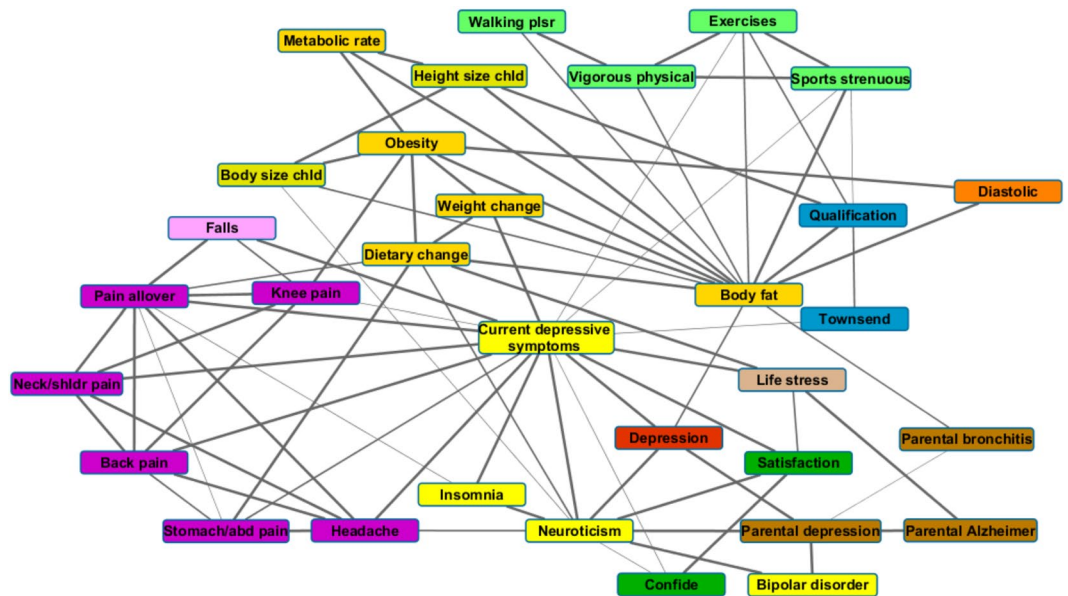 Walking plsr
Exercises
Metabolic rate
Height size chld
Vigorous physical
Sports strenuous
Obesity
Body size chld
Diastolic
Weight change
Qualification
Falls
Dietary change
Pain allover
Knee pain
Body fat
Townsend
Current depressive
symptoms
Neck/shldr pain
Life stress
Depression
Parental bronchitis
Back pain
Satisfaction
Insomnia
Stomach/abd pain
Headache
Neuroticism
Parental depression
Parental Alzheimer
Confide
Bipolar disorder